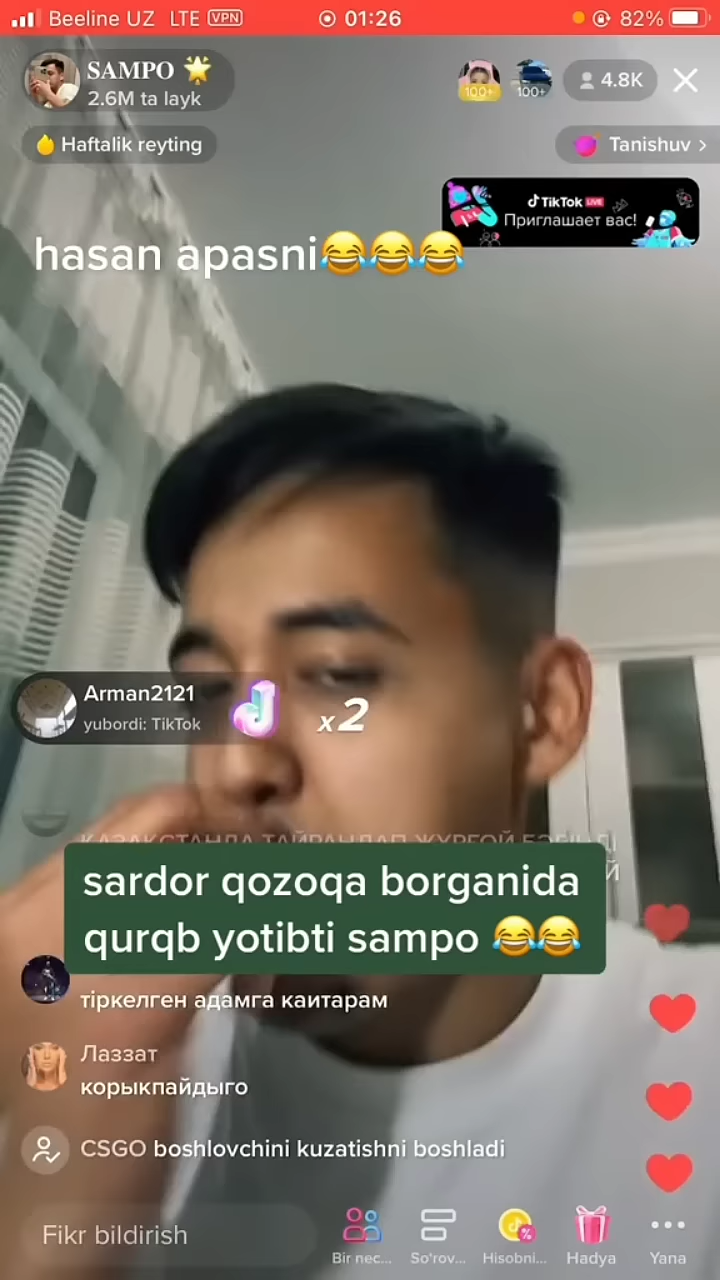 Beeline UZ LTE VPN 01:26 82%
SAMPO
2.6M ta layk
100+ 100+ 4.8K
Haftalik reyting
Tanishuv
TikTok LIVE
Приглашает вас!
hasan apasni😂😂😂
Arman2121
yubordi: TikTok
x2
sardor qozoqa borganida
qurqb yotibti sampo 😂😂
тіркелген адамга каитарам
Лаззат
корыкпайдыго
CSGO boshlovchini kuzatishni boshladi
Fikr bildirish
Bir nec... So'rov... Hisobni... Hadya Yana